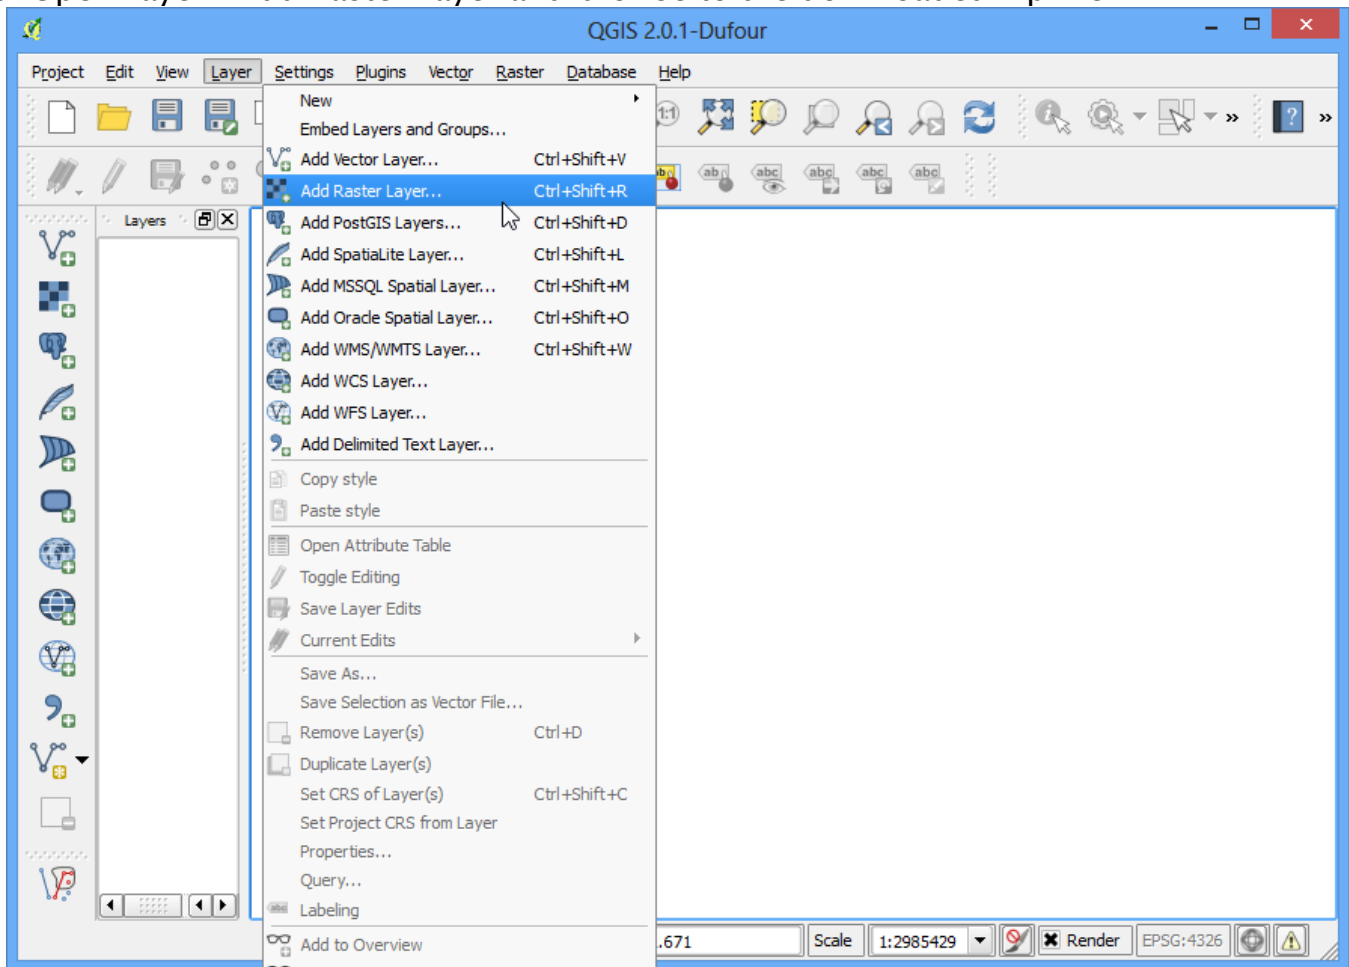 QGIS 2.0.1-Dufour
Project Edit View Layer Settings Plugins Vector Raster Database Help
New
Embed Layers and Groups...
Add Vector Layer... Ctrl+Shift+V
Add Raster Layer... Ctrl+Shift+R
Add PostGIS Layers... Ctrl+Shift+D
Add SpatiaLite Layer... Ctrl+Shift+L
Add MSSQL Spatial Layer... Ctrl+Shift+M
Add Oracle Spatial Layer... Ctrl+Shift+O
Add WMS/WMTS Layer... Ctrl+Shift+W
Add WCS Layer...
Add WFS Layer...
Add Delimited Text Layer...
Copy style
Paste style
Open Attribute Table
Toggle Editing
Save Layer Edits
Current Edits
Save As...
Save Selection as Vector File...
Remove Layer(s) Ctrl+D
Duplicate Layer(s)
Set CRS of Layer(s) Ctrl+Shift+C
Set Project CRS from Layer
Properties...
Query...
Labeling
Add to Overview
Layers
1:1
abc abc abc abc
.671 Scale 1:2985429 Render EPSG:4326